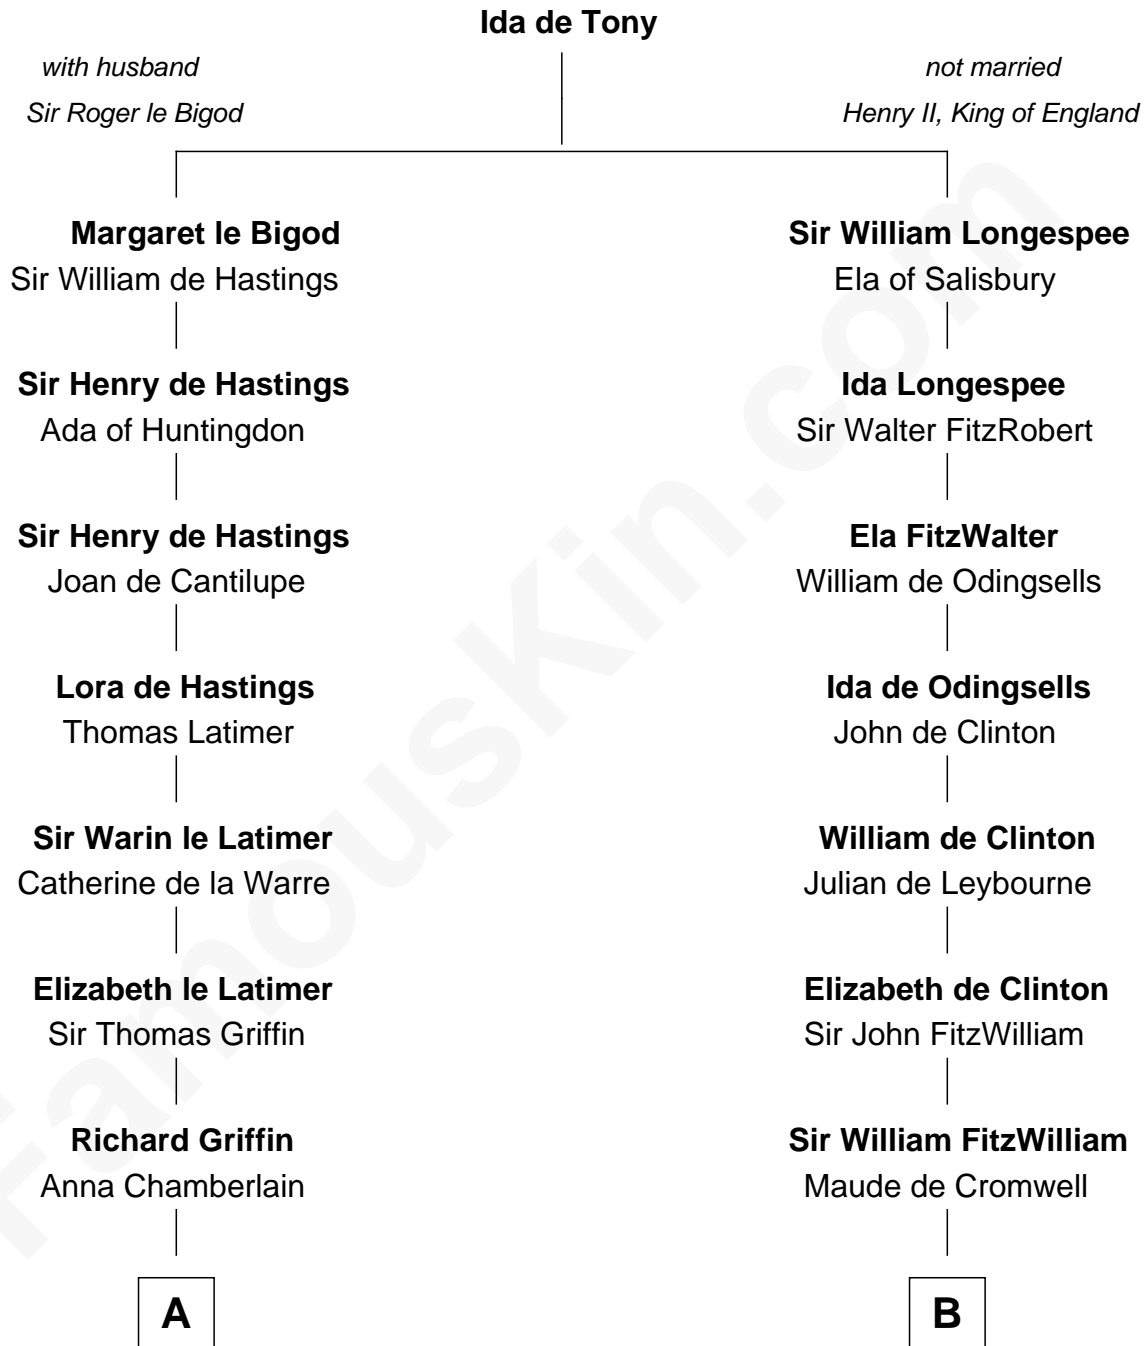 Ida de Tony
with husband
Sir Roger le Bigod
not married
Henry II, King of England
Margaret le Bigod
Sir William de Hastings
Sir William Longespee
Ela of Salisbury
Sir Henry de Hastings
Ada of Huntingdon
Ida Longespee
Sir Walter FitzRobert
Sir Henry de Hastings
Joan de Cantilupe
Ela FitzWalter
William de Odingsells
Lora de Hastings
Thomas Latimer
Ida de Odingsells
John de Clinton
Sir Warin le Latimer
Catherine de la Warre
William de Clinton
Julian de Leybourne
Elizabeth le Latimer
Sir Thomas Griffin
Elizabeth de Clinton
Sir John FitzWilliam
Richard Griffin
Anna Chamberlain
Sir William FitzWilliam
Maude de Cromwell
A
B
FamousKin.com